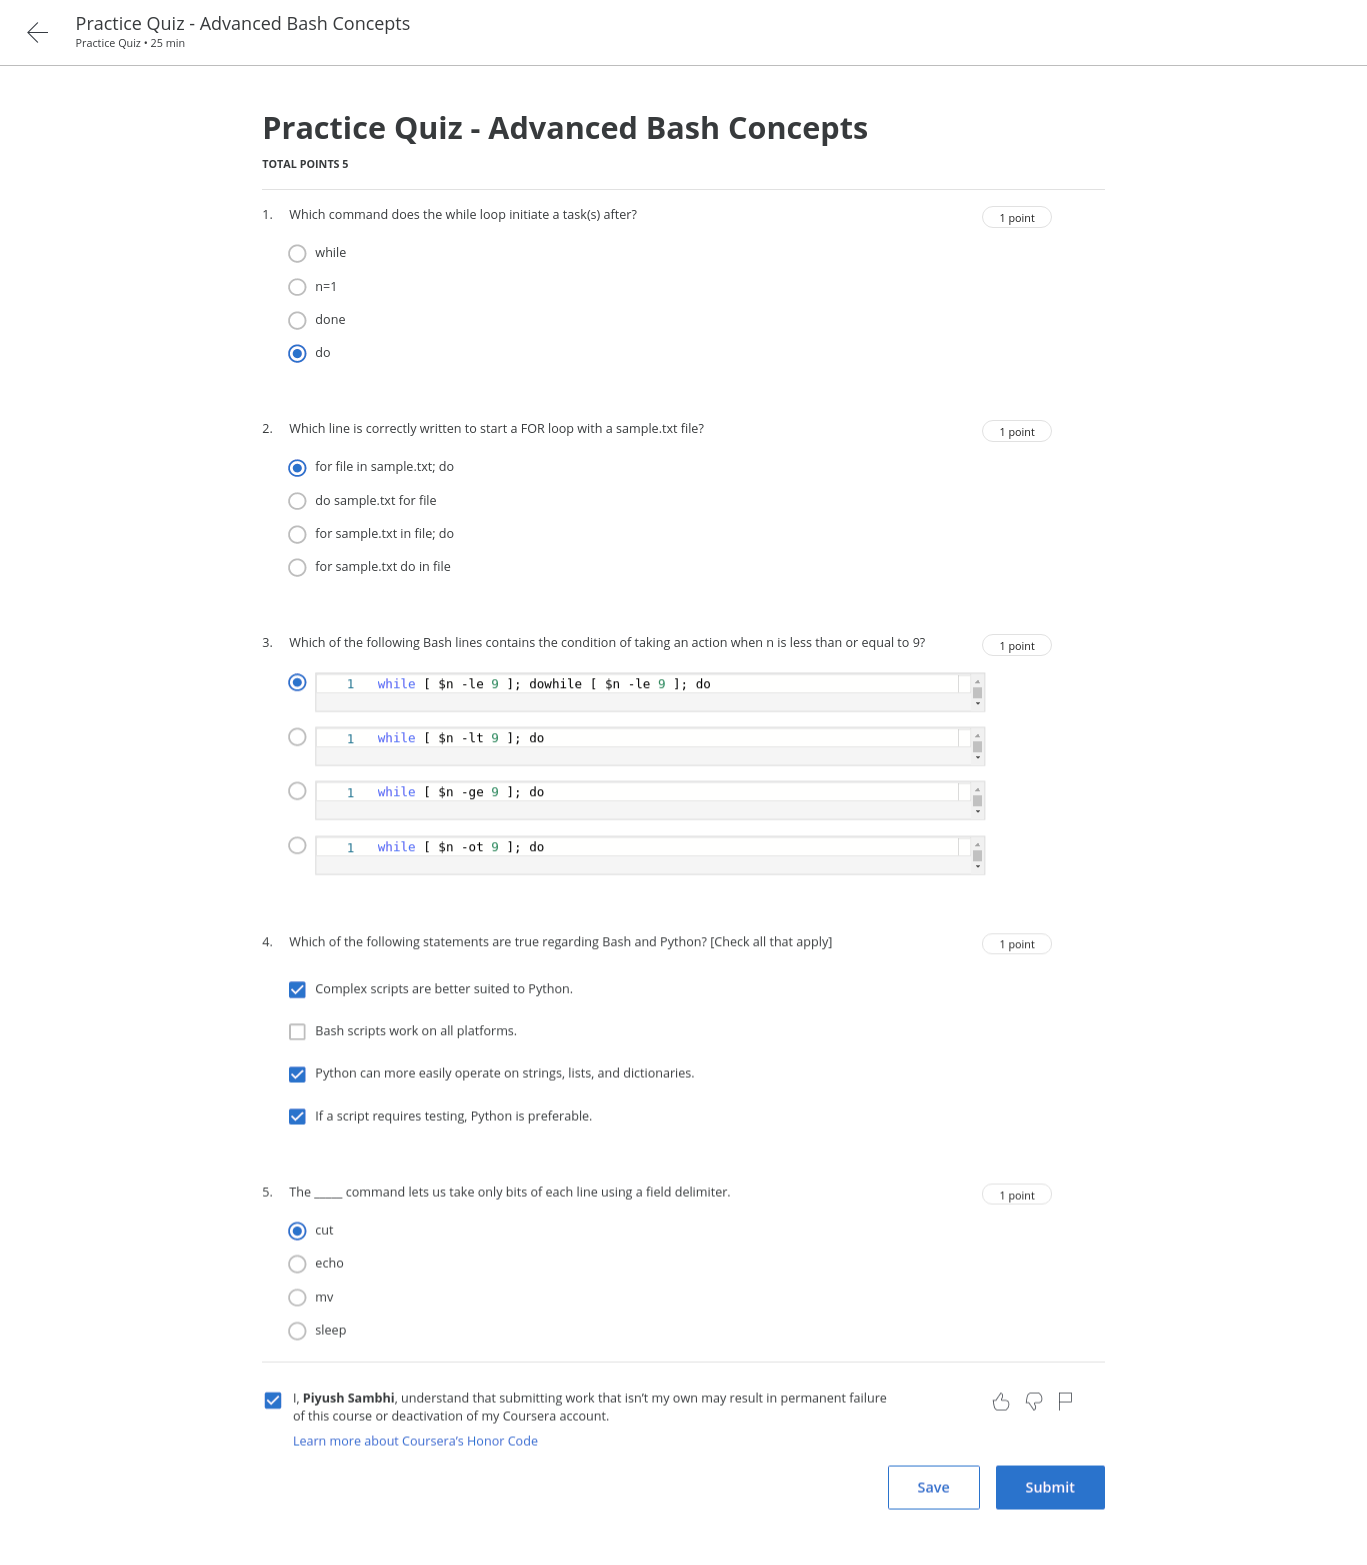 Practice Quiz - Advanced Bash Concepts
Practice Quiz • 25 min
Practice Quiz - Advanced Bash Concepts
TOTAL POINTS 5
1. Which command does the while loop initiate a task(s) after?
1 point
while
n=1
done
do
2. Which line is correctly written to start a FOR loop with a sample.txt file?
1 point
for file in sample.txt; do
do sample.txt for file
for sample.txt in file; do
for sample.txt do in file
3. Which of the following Bash lines contains the condition of taking an action when n is less than or equal to 9?
1 point
1 while [ $n -le 9 ]; dowhile [ $n -le 9 ]; do
1 while [ $n -lt 9 ]; do
1 while [ $n -ge 9 ]; do
1 while [ $n -ot 9 ]; do
4. Which of the following statements are true regarding Bash and Python? [Check all that apply]
1 point
Complex scripts are better suited to Python.
Bash scripts work on all platforms.
Python can more easily operate on strings, lists, and dictionaries.
If a script requires testing, Python is preferable.
5. The _____ command lets us take only bits of each line using a field delimiter.
1 point
cut
echo
mv
sleep
I, Piyush Sambhi, understand that submitting work that isn’t my own may result in permanent failure
of this course or deactivation of my Coursera account.
Learn more about Coursera’s Honor Code
Save
Submit